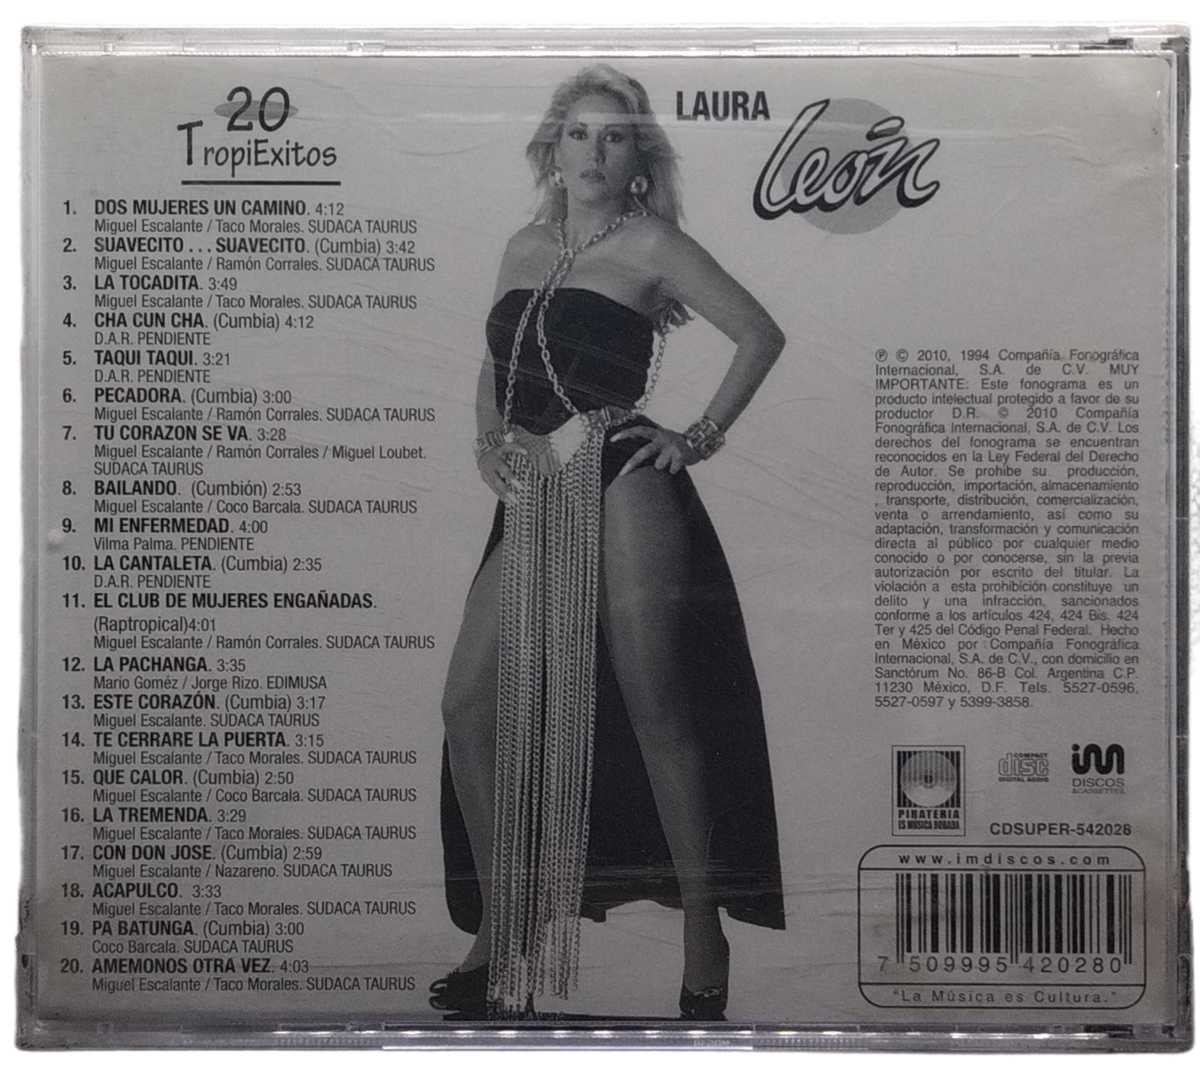 20
TropiExitos
LAURA
León
1. DOS MUJERES UN CAMINO. 4:12
Miguel Escalante / Taco Morales. SUDACA TAURUS
2. SUAVECITO . . . SUAVECITO. (Cumbia) 3:42
Miguel Escalante / Ramón Corrales. SUDACA TAURUS
3. LA TOCADITA. 3:49
Miguel Escalante / Taco Morales. SUDACA TAURUS
4. CHA CUN CHA. (Cumbia) 4:12
D.A.R. PENDIENTE
5. TAQUI TAQUI. 3:21
D.A.R. PENDIENTE
6. PECADORA. (Cumbia) 3:00
Miguel Escalante / Ramón Corrales. SUDACA TAURUS
7. TU CORAZON SE VA. 3:28
Miguel Escalante / Ramón Corrales / Miguel Loubet.
SUDACA TAURUS
8. BAILANDO. (Cumbión) 2:53
Miguel Escalante / Coco Barcala. SUDACA TAURUS
9. MI ENFERMEDAD. 4:00
Vilma Palma. PENDIENTE
10. LA CANTALETA. (Cumbia) 2:35
D.A.R. PENDIENTE
11. EL CLUB DE MUJERES ENGAÑADAS.
(Raptropical)4:01
Miguel Escalante / Ramón Corrales. SUDACA TAURUS
12. LA PACHANGA. 3:35
Mario Goméz / Jorge Rizo. EDIMUSA
13. ESTE CORAZÓN. (Cumbia) 3:17
Miguel Escalante. SUDACA TAURUS
14. TE CERRARE LA PUERTA. 3:15
Miguel Escalante / Taco Morales. SUDACA TAURUS
15. QUE CALOR. (Cumbia) 2:50
Miguel Escalante / Coco Barcala. SUDACA TAURUS
16. LA TREMENDA. 3:29
Miguel Escalante / Taco Morales. SUDACA TAURUS
17. CON DON JOSE. (Cumbia) 2:59
Miguel Escalante / Nazareno. SUDACA TAURUS
18. ACAPULCO. 3:33
Miguel Escalante / Taco Morales. SUDACA TAURUS
19. PA BATUNGA. (Cumbia) 3:00
Coco Barcala. SUDACA TAURUS
20. AMEMONOS OTRA VEZ. 4:03
Miguel Escalante / Taco Morales. SUDACA TAURUS
℗ © 2010, 1994 Compañía Fonográfica
Internacional, S.A. de C.V. MUY
IMPORTANTE: Este fonograma es un
producto intelectual protegido a favor de su
productor D.R. © 2010 Compañía
Fonográfica Internacional, S.A. de C.V. Los
derechos del fonograma se encuentran
reconocidos en la Ley Federal del Derecho
de Autor. Se prohibe su producción,
reproducción, importación, almacenamiento
, transporte, distribución, comercialización,
venta o arrendamiento, así como su
adaptación, transformación y comunicación
directa al público por cualquier medio
conocido o por conocerse, sin la previa
autorización por escrito del titular. La
violación a esta prohibición constituye un
delito y una infracción, sancionados
conforme a los artículos 424, 424 Bis, 424
Ter y 425 del Código Penal Federal. Hecho
en México por Compañía Fonográfica
Internacional, S.A. de C.V., con domicilio en
Sanctórum No. 86-B Col. Argentina C.P.
11230 México, D.F. Tels. 5527-0596,
5527-0597 y 5399-3858.
PIRATERIA
ES MUSICA ROBADA
COMPACT
disc
DIGITAL AUDIO
im
DISCOS
&CASSETTES
CDSUPER-542028
www.imdiscos.com
7 509995 420280
"La Música es Cultura."